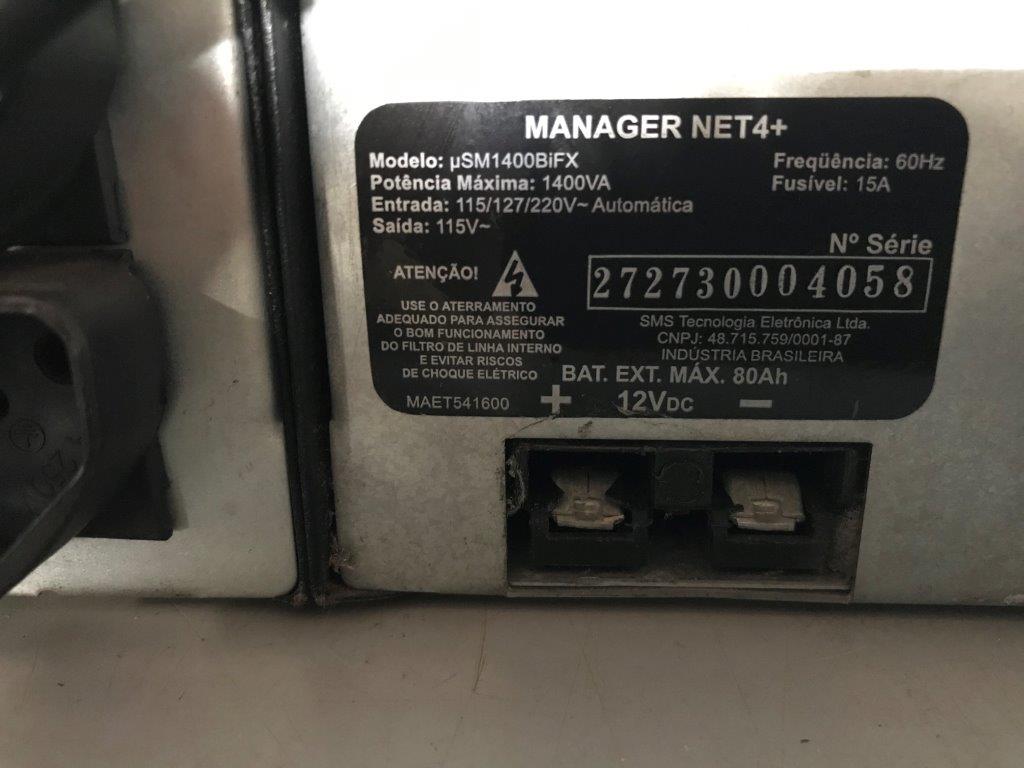 MANAGER NET4+
Modelo: µSM1400BiFX
Potência Máxima: 1400VA
Entrada: 115/127/220V~ Automática
Saída: 115V~
Freqüência: 60Hz
Fusível: 15A
Nº Série
272730004058
ATENÇÃO!
USE O ATERRAMENTO
ADEQUADO PARA ASSEGURAR
O BOM FUNCIONAMENTO
DO FILTRO DE LINHA INTERNO
E EVITAR RISCOS
DE CHOQUE ELÉTRICO
MAET541600
SMS Tecnologia Eletrônica Ltda.
CNPJ: 48.715.759/0001-87
INDÚSTRIA BRASILEIRA
BAT. EXT. MÁX. 80Ah
+ 12VDC −